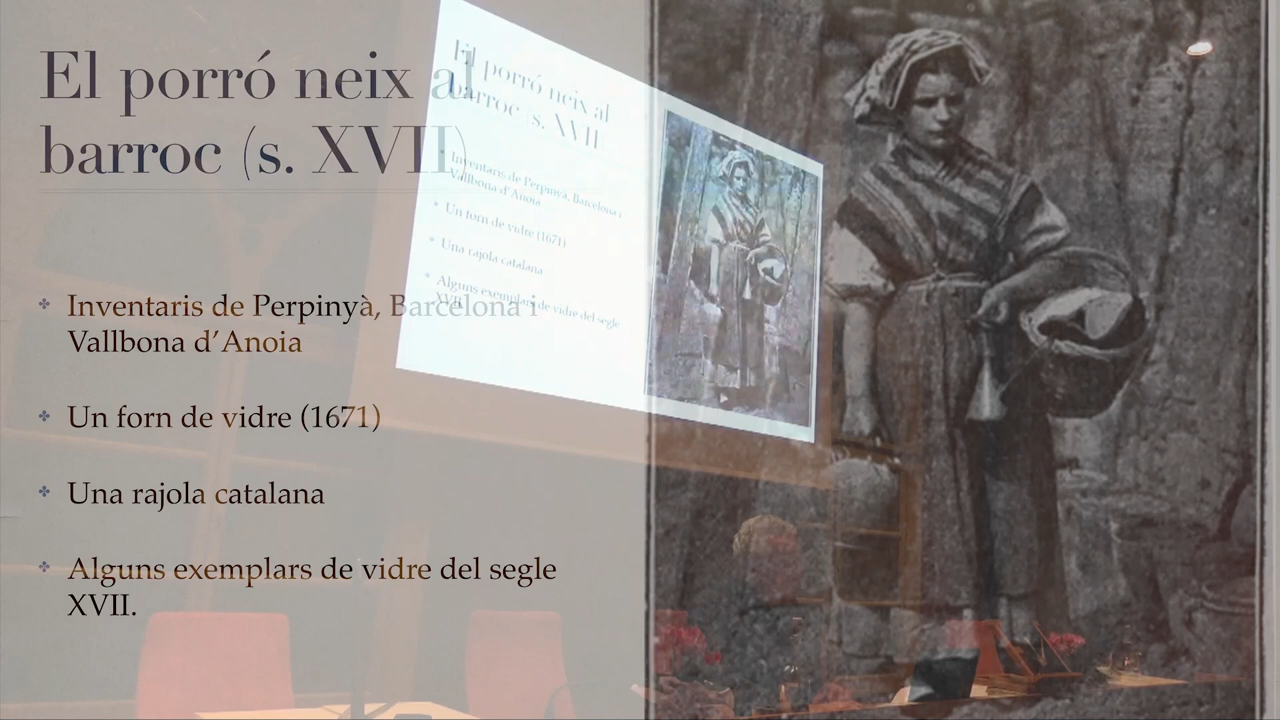 El porró neix al
barroc (s. XVII)
Inventaris de Perpinyà, Barcelona i
Vallbona d’Anoia
Un forn de vidre (1671)
Una rajola catalana
Alguns exemplars de vidre del segle
XVII.
El porró neix al
barroc (s. XVII
Inventaris de Perpinyà, Barcelona i
Vallbona d’Anoia
Un forn de vidre (1671)
Una rajola catalana
Alguns exemplars de vidre del segle
XVII.